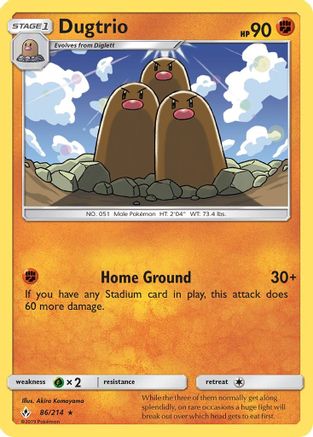 STAGE 1
Dugtrio
HP 90
Evolves from Diglett
NO. 051 Mole Pokémon HT: 2'04" WT: 73.4 lbs.
Home Ground 30+
If you have any Stadium card in play, this attack does
60 more damage.
weakness × 2 resistance retreat
Illus. Akira Komayama
86/214 ★
©2019 Pokémon
While the three of them normally get along
splendidly, on rare occasions a huge fight will
break out over which head gets to eat first.